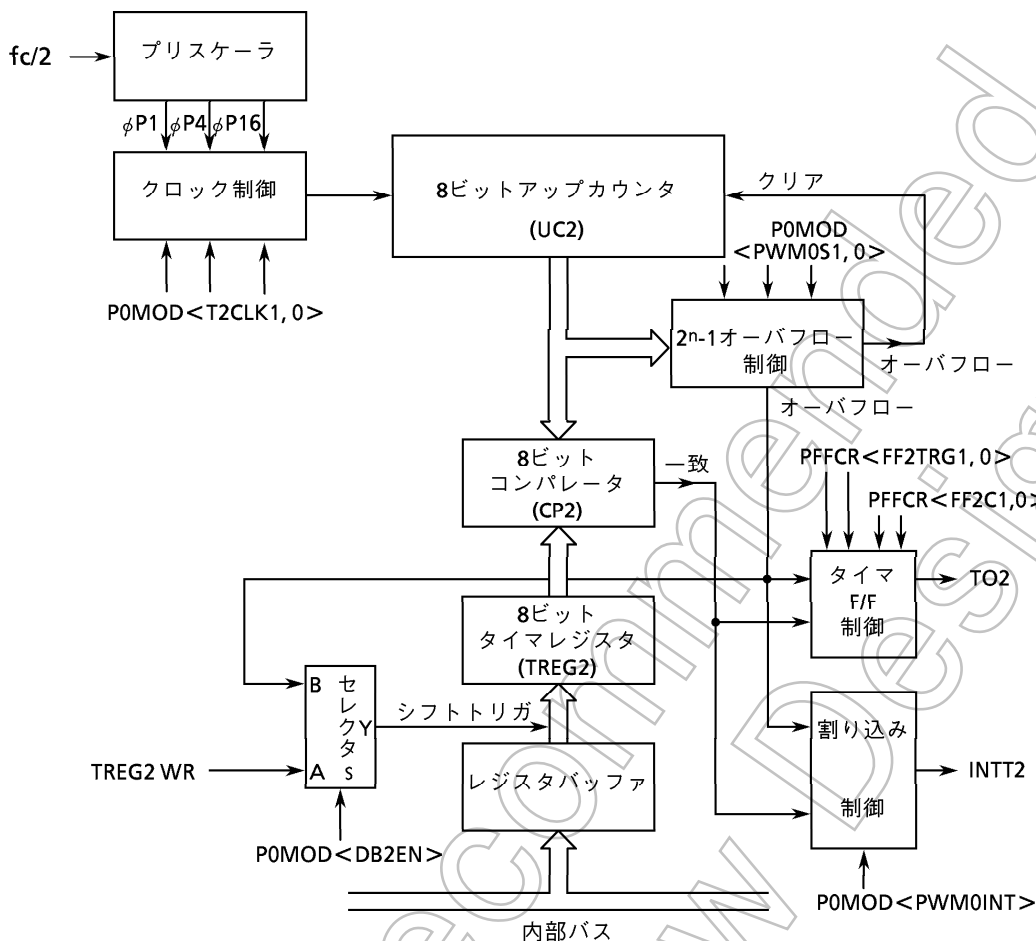 プリスケーラ
fc/2
φP1 φP4 φP16
クロック制御
P0MOD<T2CLK1, 0>
8ビットアップカウンタ
(UC2)
クリア
P0MOD
<PWM0S1, 0>
2ⁿ-1オーバフロー
制御
オーバフロー
オーバフロー
8ビット
コンパレータ
(CP2)
一致
PFFCR<FF2TRG1, 0>
PFFCR<FF2C1,0>
タイマ
F/F
制御
TO2
8ビット
タイマレジスタ
(TREG2)
B
セレクタ
Y
A
S
シフトトリガ
TREG2 WR
P0MOD<DB2EN>
レジスタバッファ
割り込み
制御
INTT2
P0MOD<PWM0INT>
内部バス
ecommended
w Design